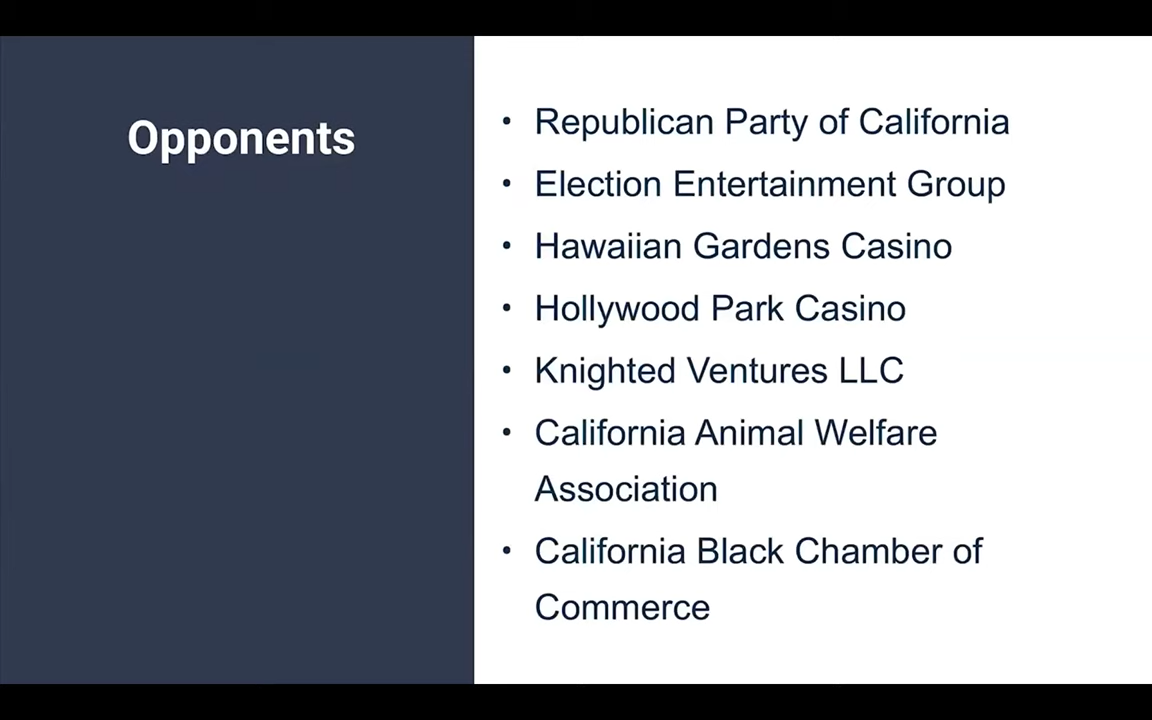 Opponents
• Republican Party of California
• Election Entertainment Group
• Hawaiian Gardens Casino
• Hollywood Park Casino
• Knighted Ventures LLC
• California Animal Welfare
Association
• California Black Chamber of
Commerce